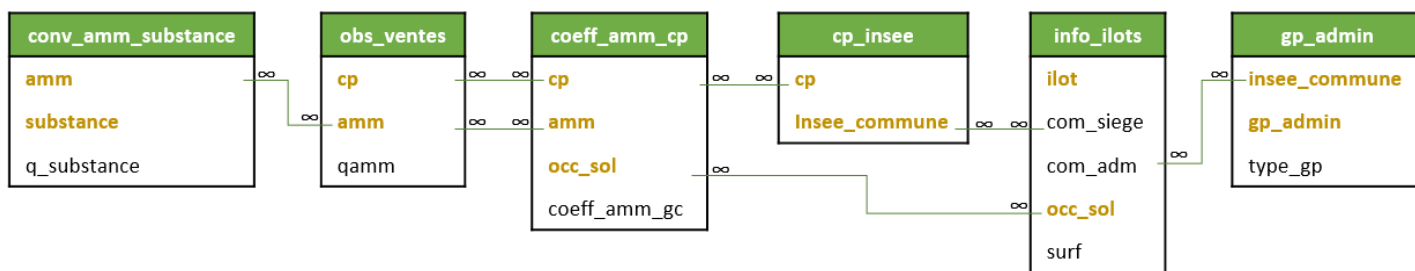 conv_amm_substance
amm
substance
q_substance
obs_ventes
cp
amm
qamm
coeff_amm_cp
cp
amm
occ_sol
coeff_amm_gc
cp_insee
cp
Insee_commune
info_ilots
ilot
com_siege
com_adm
occ_sol
surf
gp_admin
insee_commune
gp_admin
type_gp
∞ ∞
∞ ∞
∞ ∞
∞ ∞
∞ ∞
∞ ∞
∞ ∞